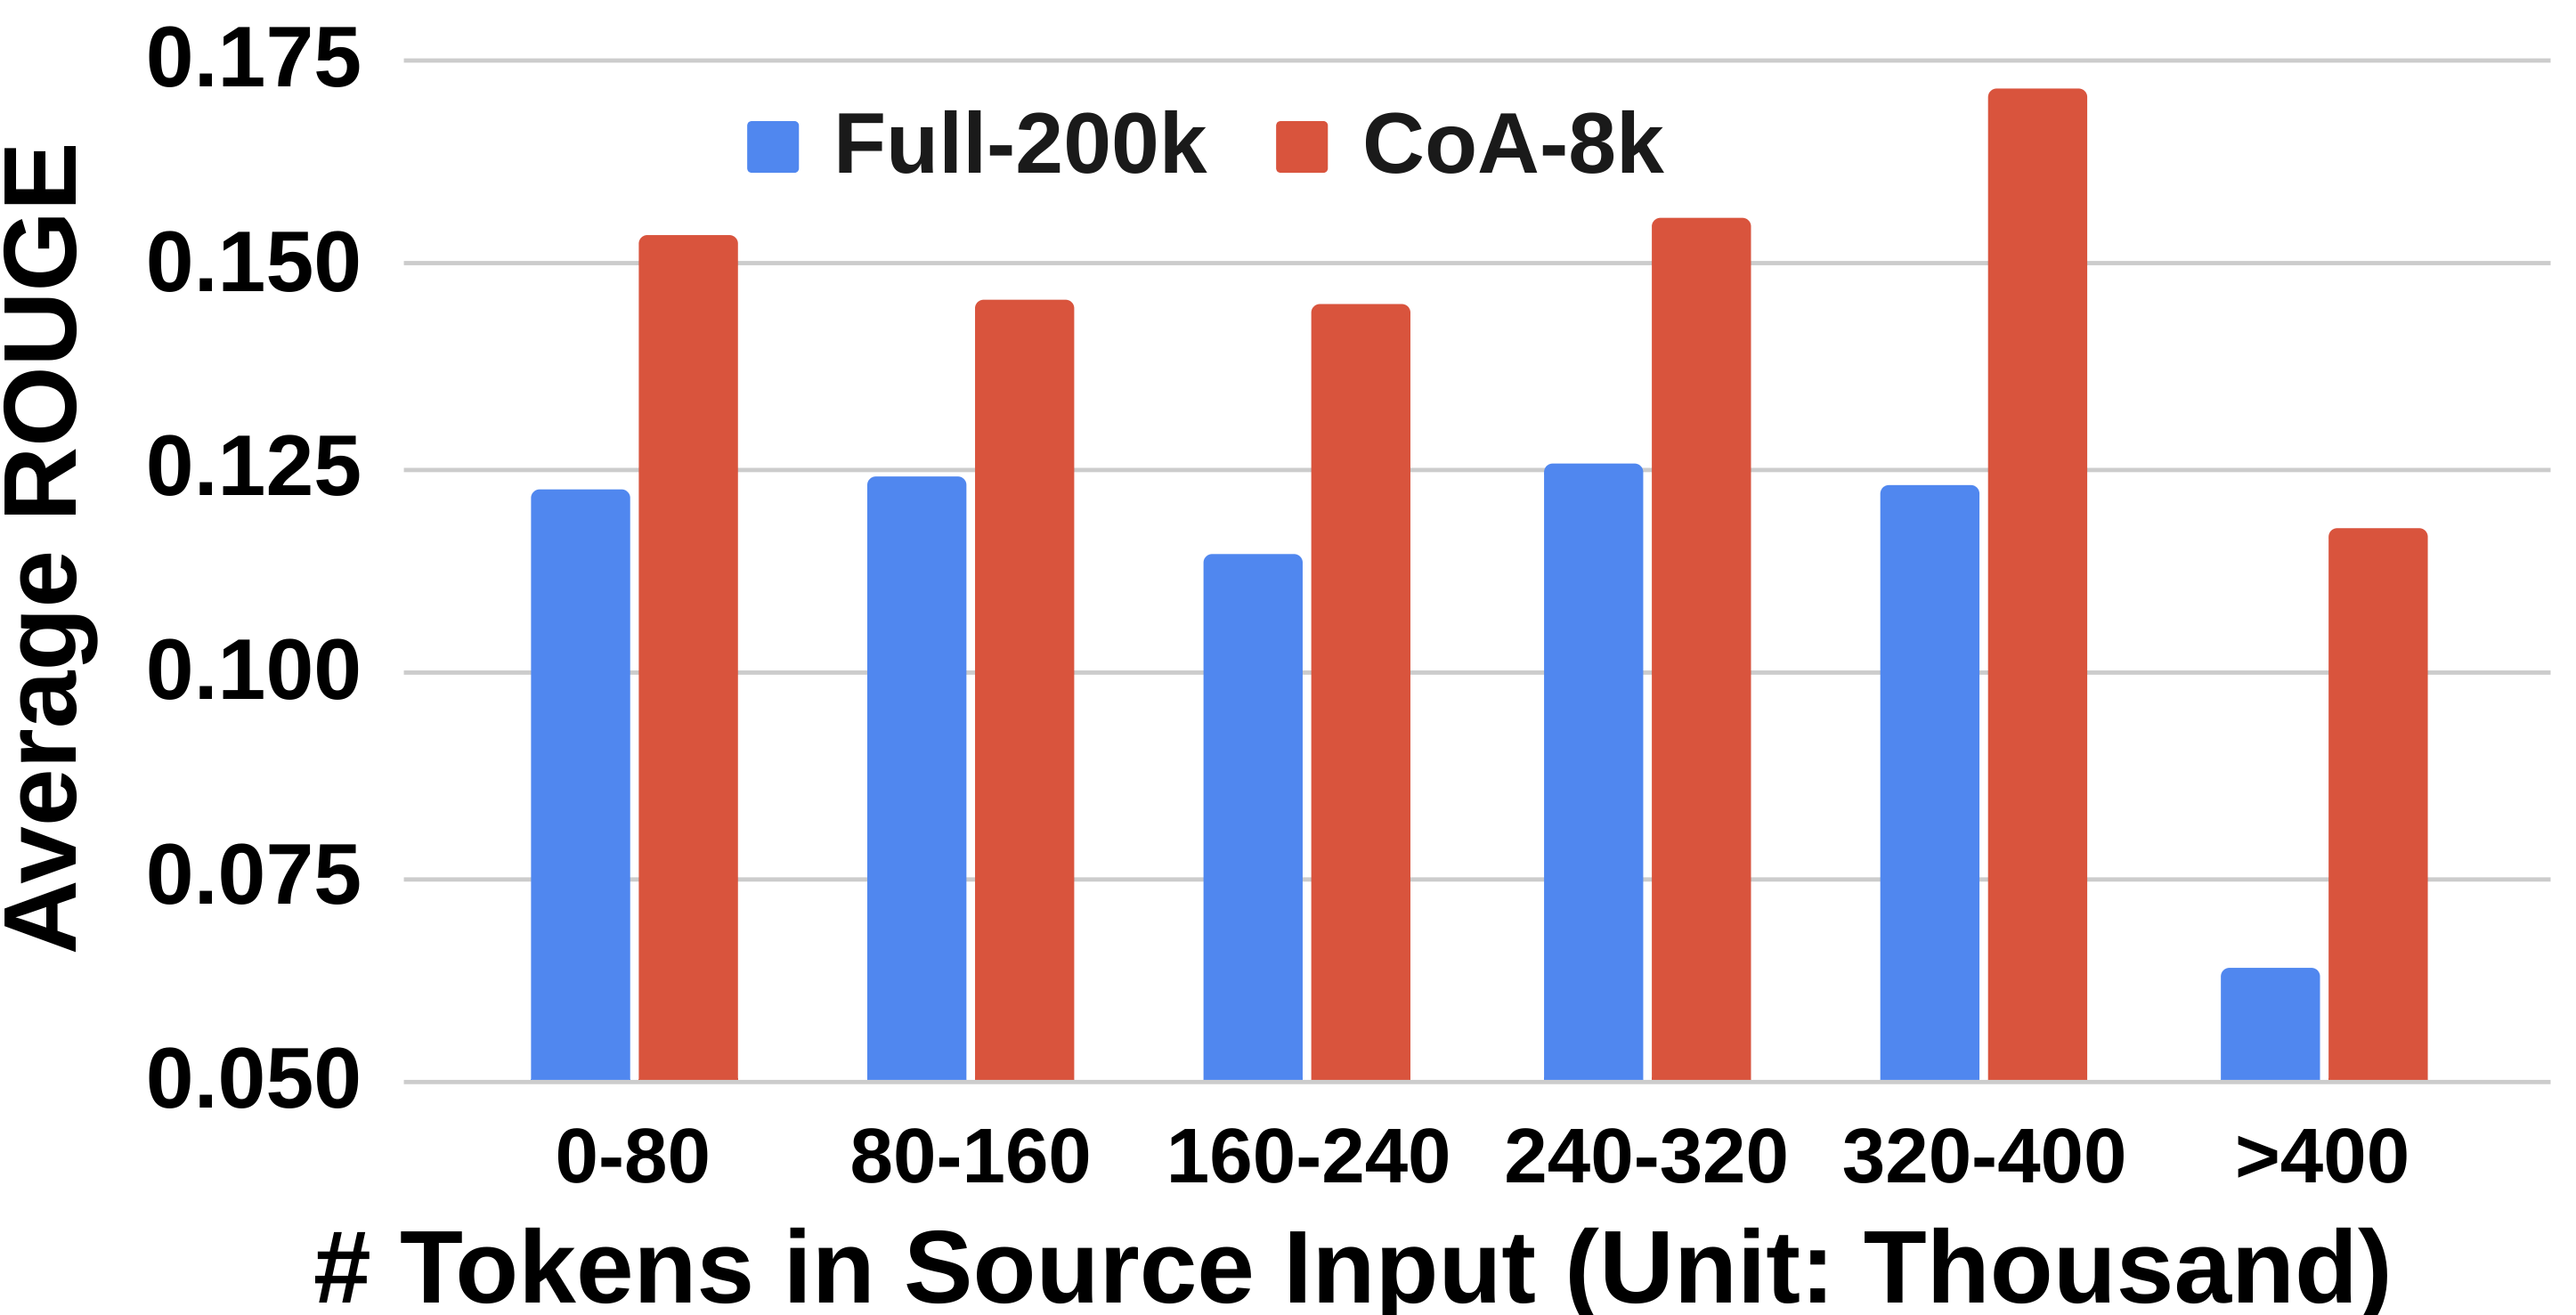 0.175
Full-200k CoA-8k
0.150
0.125
0.100
0.075
0.050
Average ROUGE
0-80 80-160 160-240 240-320 320-400 >400
# Tokens in Source Input (Unit: Thousand)